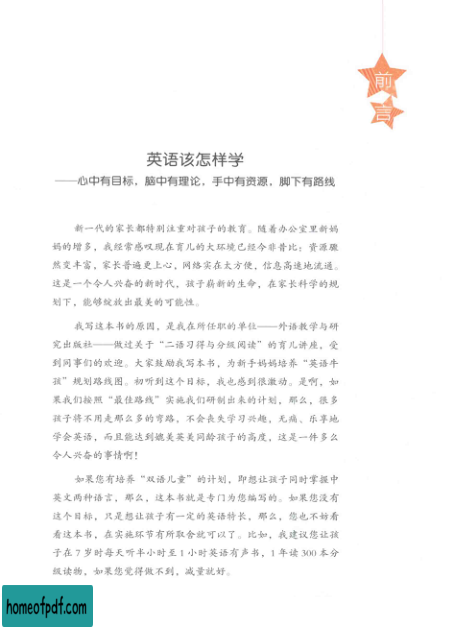 前
言
英语该怎样学
——心中有目标，脑中有理论，手中有资源，脚下有路线
新一代的家长都特别注重对孩子的教育。随着办公室里新妈
妈的增多，我经常感叹现在育儿的大环境已经今非昔比：资源骤
然变丰富，家长普遍更上心，网络实在太方便，信息高速地流通。
这是一个令人兴奋的新时代，孩子崭新的生命，在家长科学的规
划下，能够绽放出最美的可能性。
我写这本书的原因，是我在所任职的单位——外语教学与研
究出版社——做过关于“二语习得与分级阅读”的育儿讲座，受
到同事们的欢迎。大家鼓励我写本书，为新手妈妈培养“英语牛
孩”规划路线图。初听到这个目标，我也感到很激动。是啊，如
果我们按照“最佳路线”实施我们研制出来的计划，那么，很多
孩子将不用走那么多的弯路，不会丧失学习兴趣，无痛、乐享地
学会英语，而且能达到媲美英美同龄孩子的高度，这是一件多么
令人兴奋的事情啊！
如果您有培养“双语儿童”的计划，即想让孩子同时掌握中
英文两种语言，那么，这本书就是专门为您编写的。如果您没有
这个目标，只是想让孩子有一定的英语特长，那么，您也不妨看
看这本书，在实施环节有所取舍就可以了。比如，我建议您让孩
子在7岁时每天听半小时至1小时英语有声书，1年读300本分
级读物，如果您觉得做不到，减量就好。
homeofpdf.com